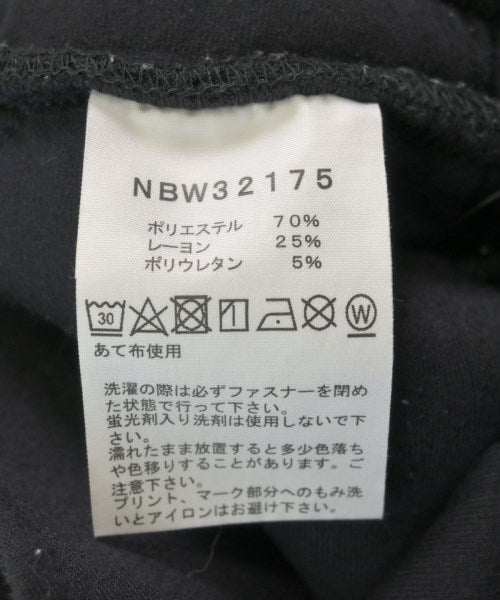 NBW32175
ポリエステル 70%
レーヨン 25%
ポリウレタン 5%
30
W
あて布使用
洗濯の際は必ずファスナーを閉め
た状態で行って下さい。
蛍光剤入り洗剤は使用しないで下
さい。
濡れたまま放置すると多少色落ち
や色移りすることがあります。ご
注意下さい。
プリント、マーク部分へのもみ洗
いとアイロンはお避け下さい。